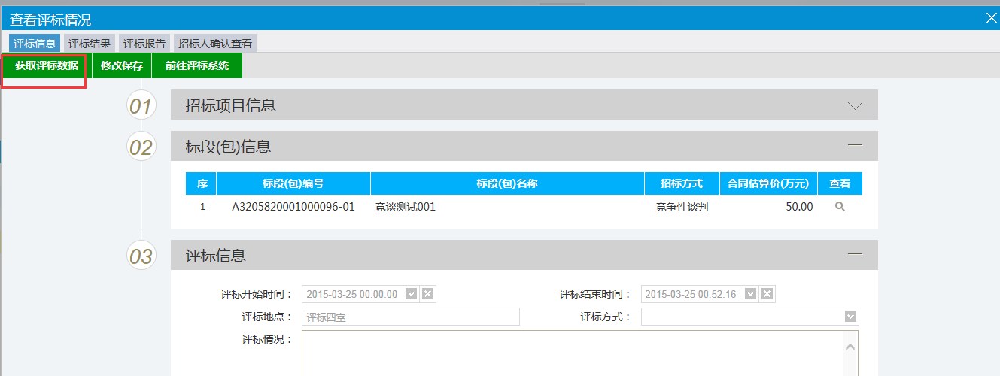 查看评标情况
评标信息 评标结果 评标报告 招标人确认查看
获取评标数据 修改保存 前往评标系统
01 招标项目信息
02 标段(包)信息
序 标段(包)编号 标段(包)名称 招标方式 合同估算价(万元) 查看
1 A3205820001000096-01 竞谈测试001 竞争性谈判 50.00
03 评标信息
评标开始时间： 2015-03-25 00:00:00 评标结束时间： 2015-03-25 00:52:16
评标地点： 评标四室 评标方式：
评标情况：